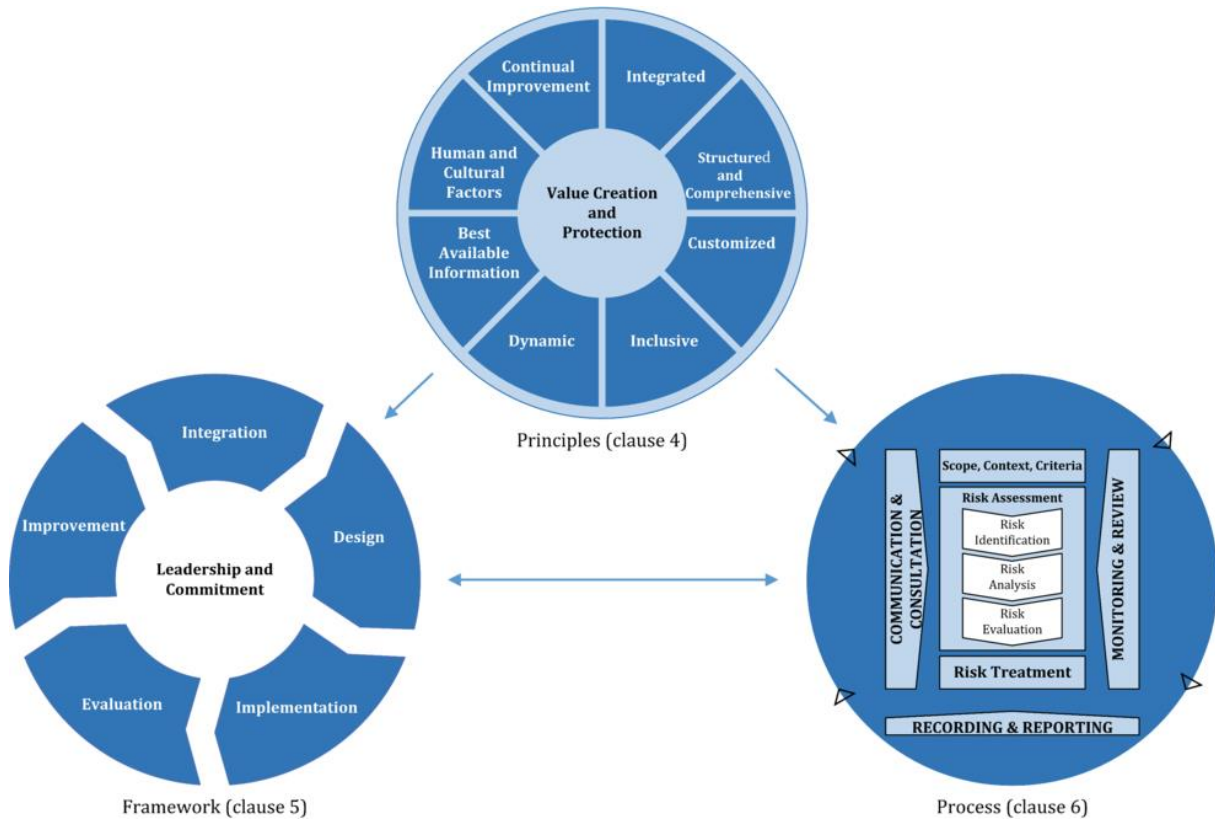 Continual
Improvement
Integrated
Human and
Cultural
Factors
Structured
and
Comprehensive
Value Creation
and
Protection
Best
Available
Information
Customized
Dynamic
Inclusive
Principles (clause 4)
Integration
Improvement
Design
Leadership and
Commitment
Evaluation
Implementation
Framework (clause 5)
Scope, Context, Criteria
Risk Assessment
Risk
Identification
Risk
Analysis
Risk
Evaluation
Risk Treatment
COMMUNICATION &
CONSULTATION
MONITORING & REVIEW
RECORDING & REPORTING
Process (clause 6)